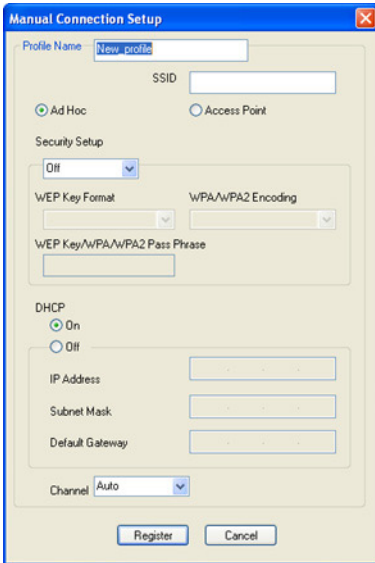 Manual Connection Setup
Profile Name New_profile
SSID
Ad Hoc Access Point
Security Setup
Off
WEP Key Format WPA/WPA2 Encoding
WEP Key/WPA/WPA2 Pass Phrase
DHCP
On
Off
IP Address
Subnet Mask
Default Gateway
Channel Auto
Register Cancel